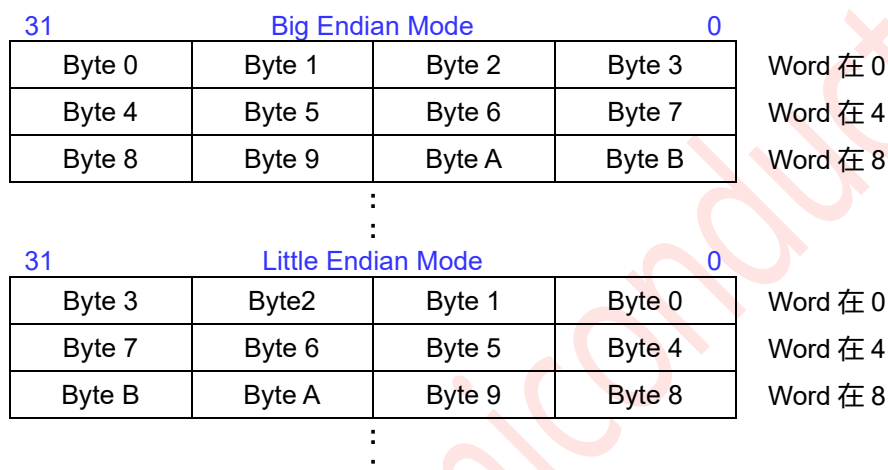 31 Big Endian Mode 0
Byte 0 Byte 1 Byte 2 Byte 3 Word 在 0
Byte 4 Byte 5 Byte 6 Byte 7 Word 在 4
Byte 8 Byte 9 Byte A Byte B Word 在 8
:
:
31 Little Endian Mode 0
Byte 3 Byte2 Byte 1 Byte 0 Word 在 0
Byte 7 Byte 6 Byte 5 Byte 4 Word 在 4
Byte B Byte A Byte 9 Byte 8 Word 在 8
:
.
niconduct